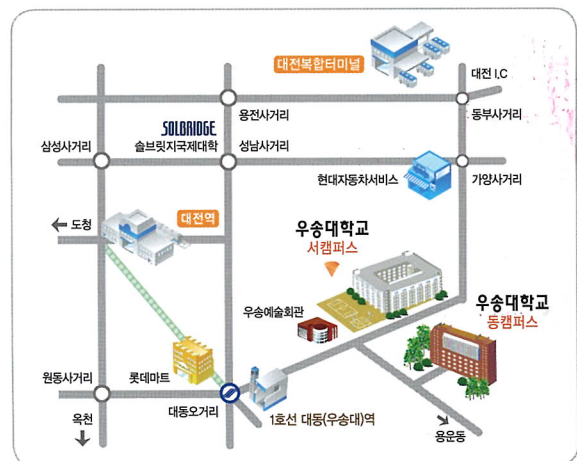 대전복합터미널
대전 I.C
용전사거리
동부사거리
SOLBRIDGE
삼성사거리
솔브릿지국제대학
성남사거리
현대자동차서비스
가양사거리
도청
대전역
우송대학교
서캠퍼스
우송대학교
동캠퍼스
우송예술회관
원동사거리
롯데마트
대동오거리
1호선 대동(우송대)역
옥천
용운동